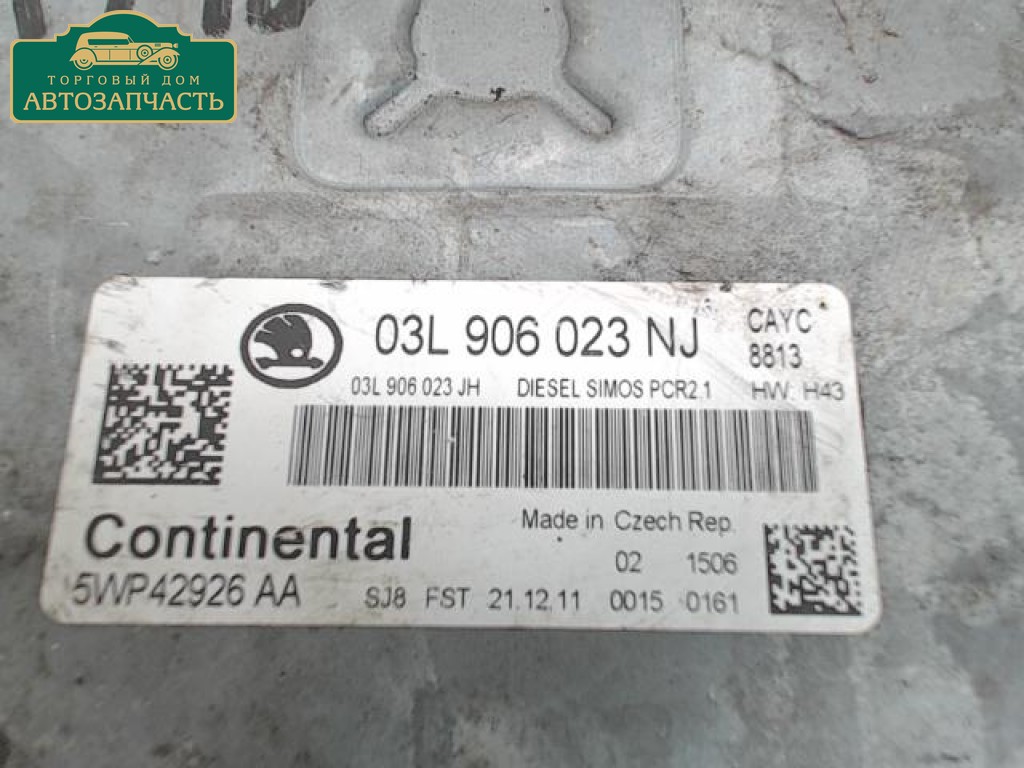 ТОРГОВЫЙ ДОМ
АВТОЗАПЧАСТЬ
03L 906 023 NJ
CAYC
8813
03L 906 023 JH DIESEL SIMOS PCR2.1 HW: H43
Continental
Made in Czech Rep.
02 1506
5WP42926 AA
SJ8 FST 21.12.11 0015 0161